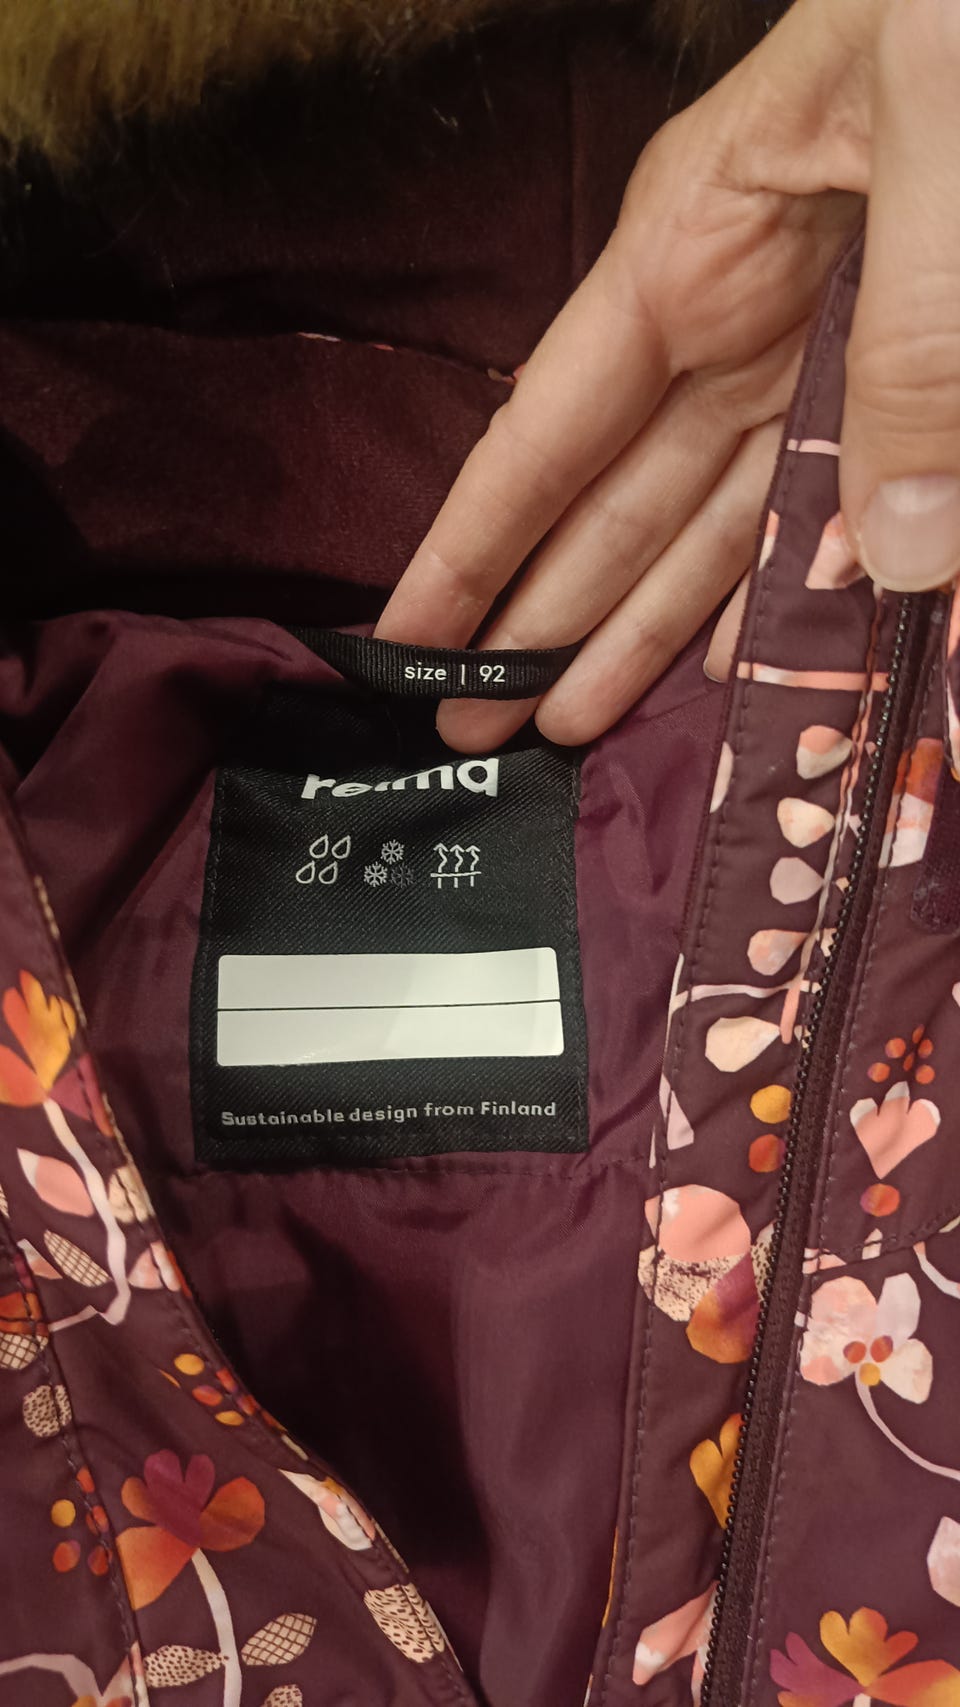 size | 92
reima
Sustainable design from Finland